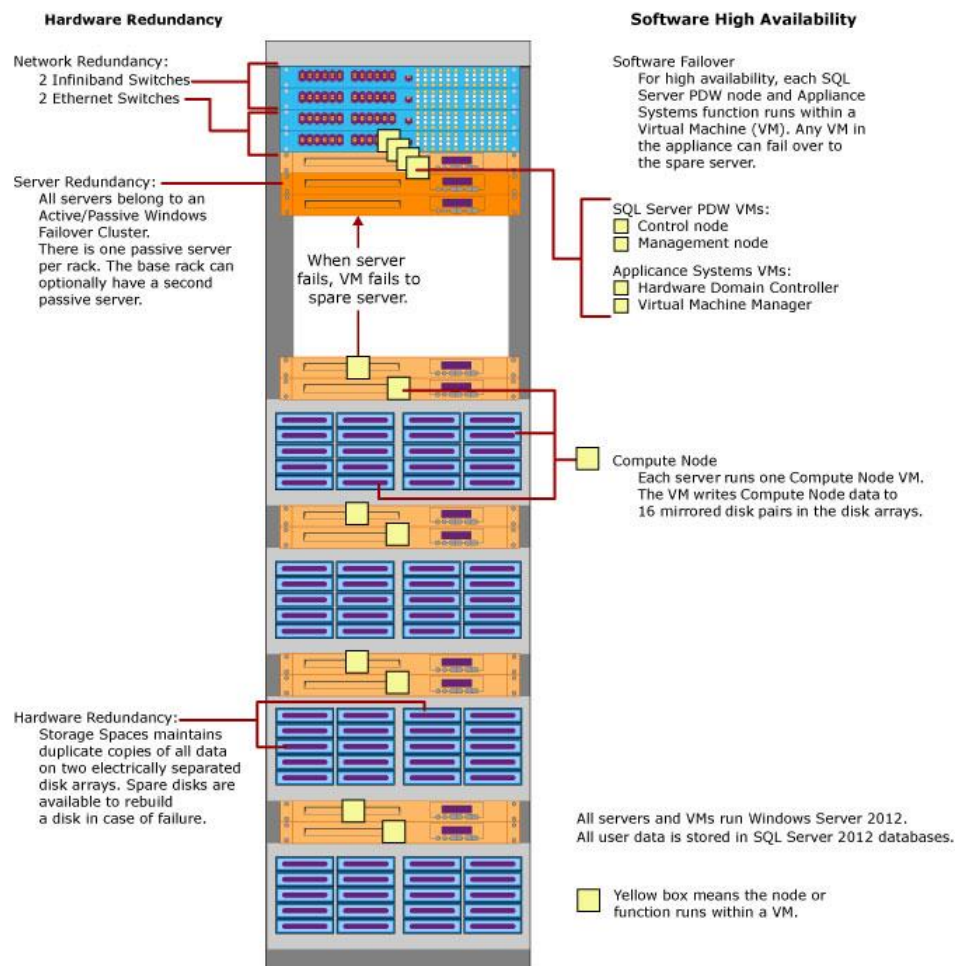 Hardware Redundancy
Network Redundancy:
2 Infiniband Switches
2 Ethernet Switches
Server Redundancy:
All servers belong to an
Active/Passive Windows
Failover Cluster.
There is one passive server
per rack. The base rack can
optionally have a second
passive server.
When server
fails, VM fails to
spare server.
Hardware Redundancy:
Storage Spaces maintains
duplicate copies of all data
on two electrically separated
disk arrays. Spare disks are
available to rebuild
a disk in case of failure.
Software High Availability
Software Failover
For high availability, each SQL
Server PDW node and Appliance
Systems function runs within a
Virtual Machine (VM). Any VM in
the appliance can fail over to
the spare server.
SQL Server PDW VMs:
Control node
Management node
Applicance Systems VMs:
Hardware Domain Controller
Virtual Machine Manager
Compute Node
Each server runs one Compute Node VM.
The VM writes Compute Node data to
16 mirrored disk pairs in the disk arrays.
All servers and VMs run Windows Server 2012.
All user data is stored in SQL Server 2012 databases.
Yellow box means the node or
function runs within a VM.